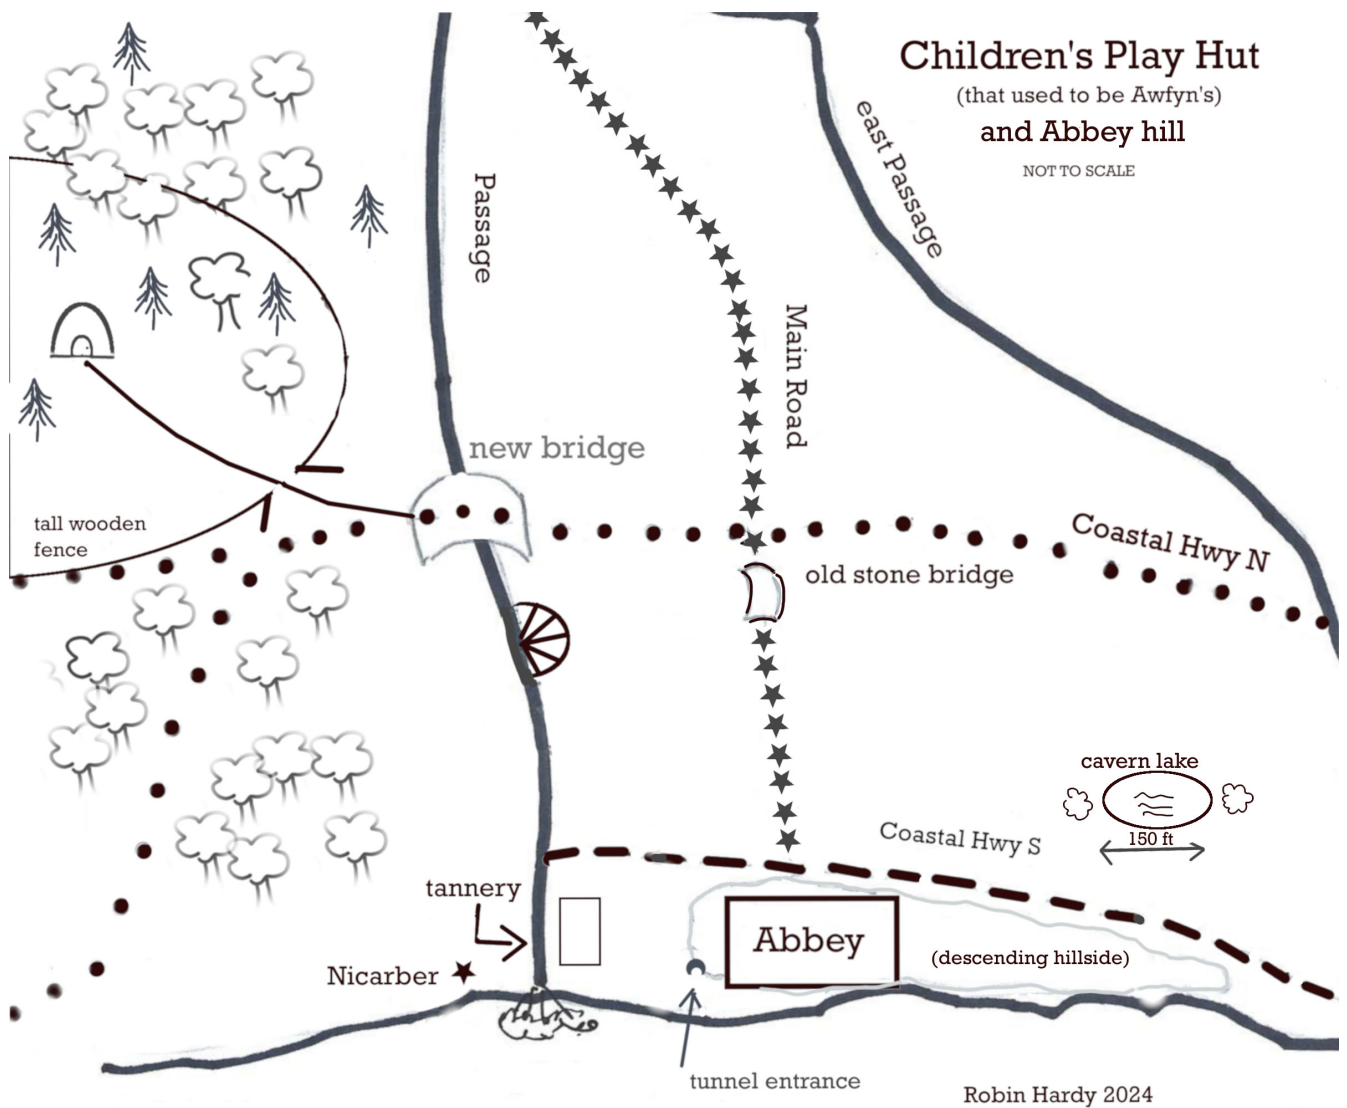 Children's Play Hut
(that used to be Awfyn's)
and Abbey hill
NOT TO SCALE
east Passage
Passage
Main Road
new bridge
tall wooden
fence
Coastal Hwy N
old stone bridge
cavern lake
150 ft
Coastal Hwy S
tannery
Abbey
(descending hillside)
Nicarber
tunnel entrance
Robin Hardy 2024